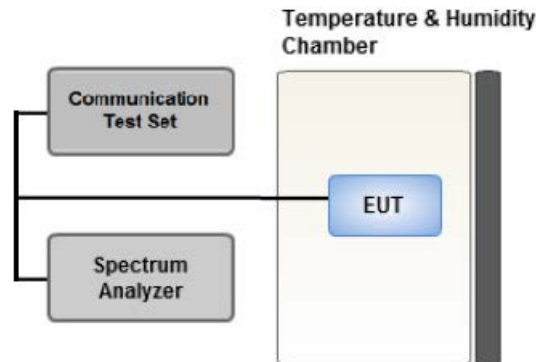 Temperature & Humidity
Chamber
Communication
Test Set
EUT
Spectrum
Analyzer